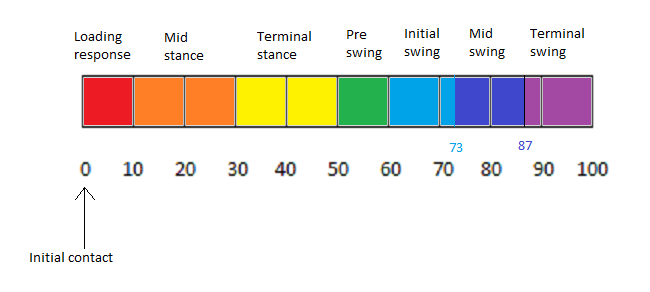 Loading response
Mid stance
Terminal stance
Pre swing
Initial swing
Mid swing
Terminal swing
73
87
0 10 20 30 40 50 60 70 80 90 100
Initial contact